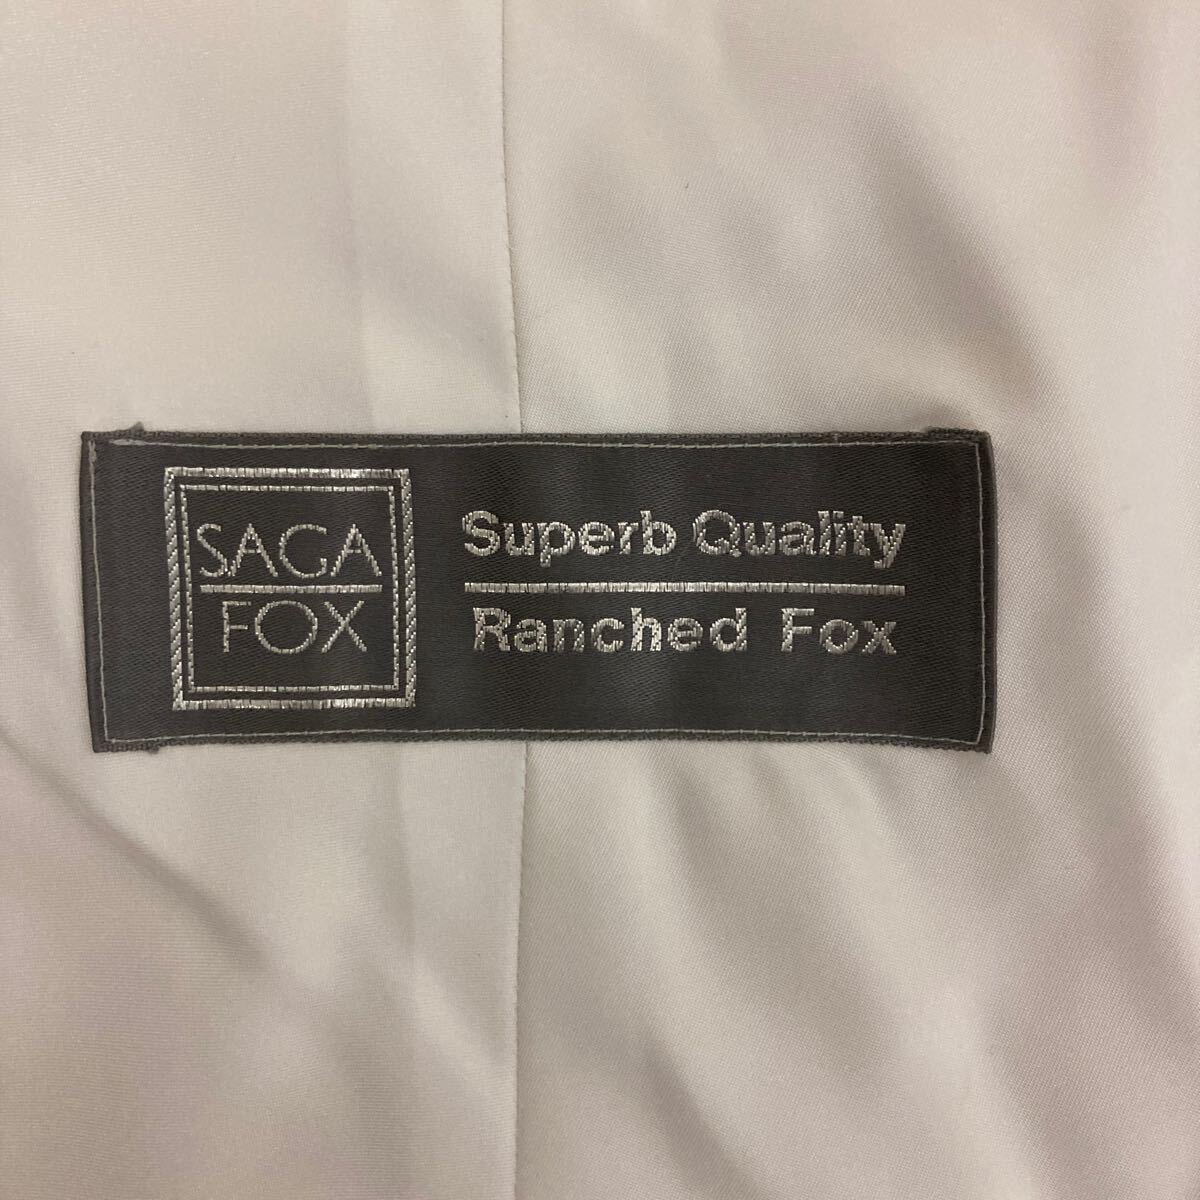 SAGA
FOX
Superb Quality
Ranched Fox